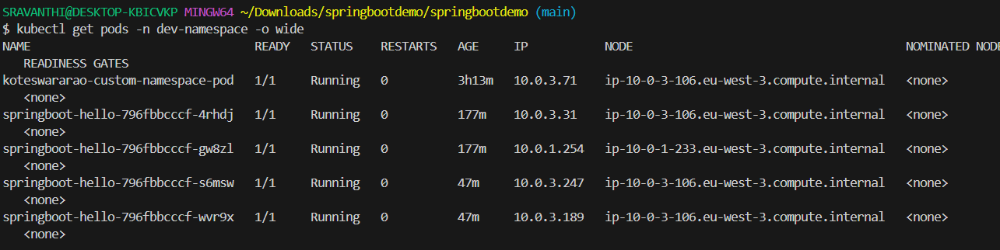 SRAVANTHI@DESKTOP-KBICVKP MINGW64 ~/Downloads/springbootdemo/springbootdemo (main)
$ kubectl get pods -n dev-namespace -o wide
NAME                              READY   STATUS    RESTARTS   AGE     IP           NODE                                       NOMINATED NODE
   READINESS GATES
koteswararao-custom-namespace-pod   1/1     Running   0          3h13m   10.0.3.71    ip-10-0-3-106.eu-west-3.compute.internal   <none>
   <none>
springboot-hello-796fbbcccf-4rhdj   1/1     Running   0          177m    10.0.3.31    ip-10-0-3-106.eu-west-3.compute.internal   <none>
   <none>
springboot-hello-796fbbcccf-gw8zl   1/1     Running   0          177m    10.0.1.254   ip-10-0-1-233.eu-west-3.compute.internal   <none>
   <none>
springboot-hello-796fbbcccf-s6msw   1/1     Running   0          47m     10.0.3.247   ip-10-0-3-106.eu-west-3.compute.internal   <none>
   <none>
springboot-hello-796fbbcccf-wvr9x   1/1     Running   0          47m     10.0.3.189   ip-10-0-3-106.eu-west-3.compute.internal   <none>
   <none>